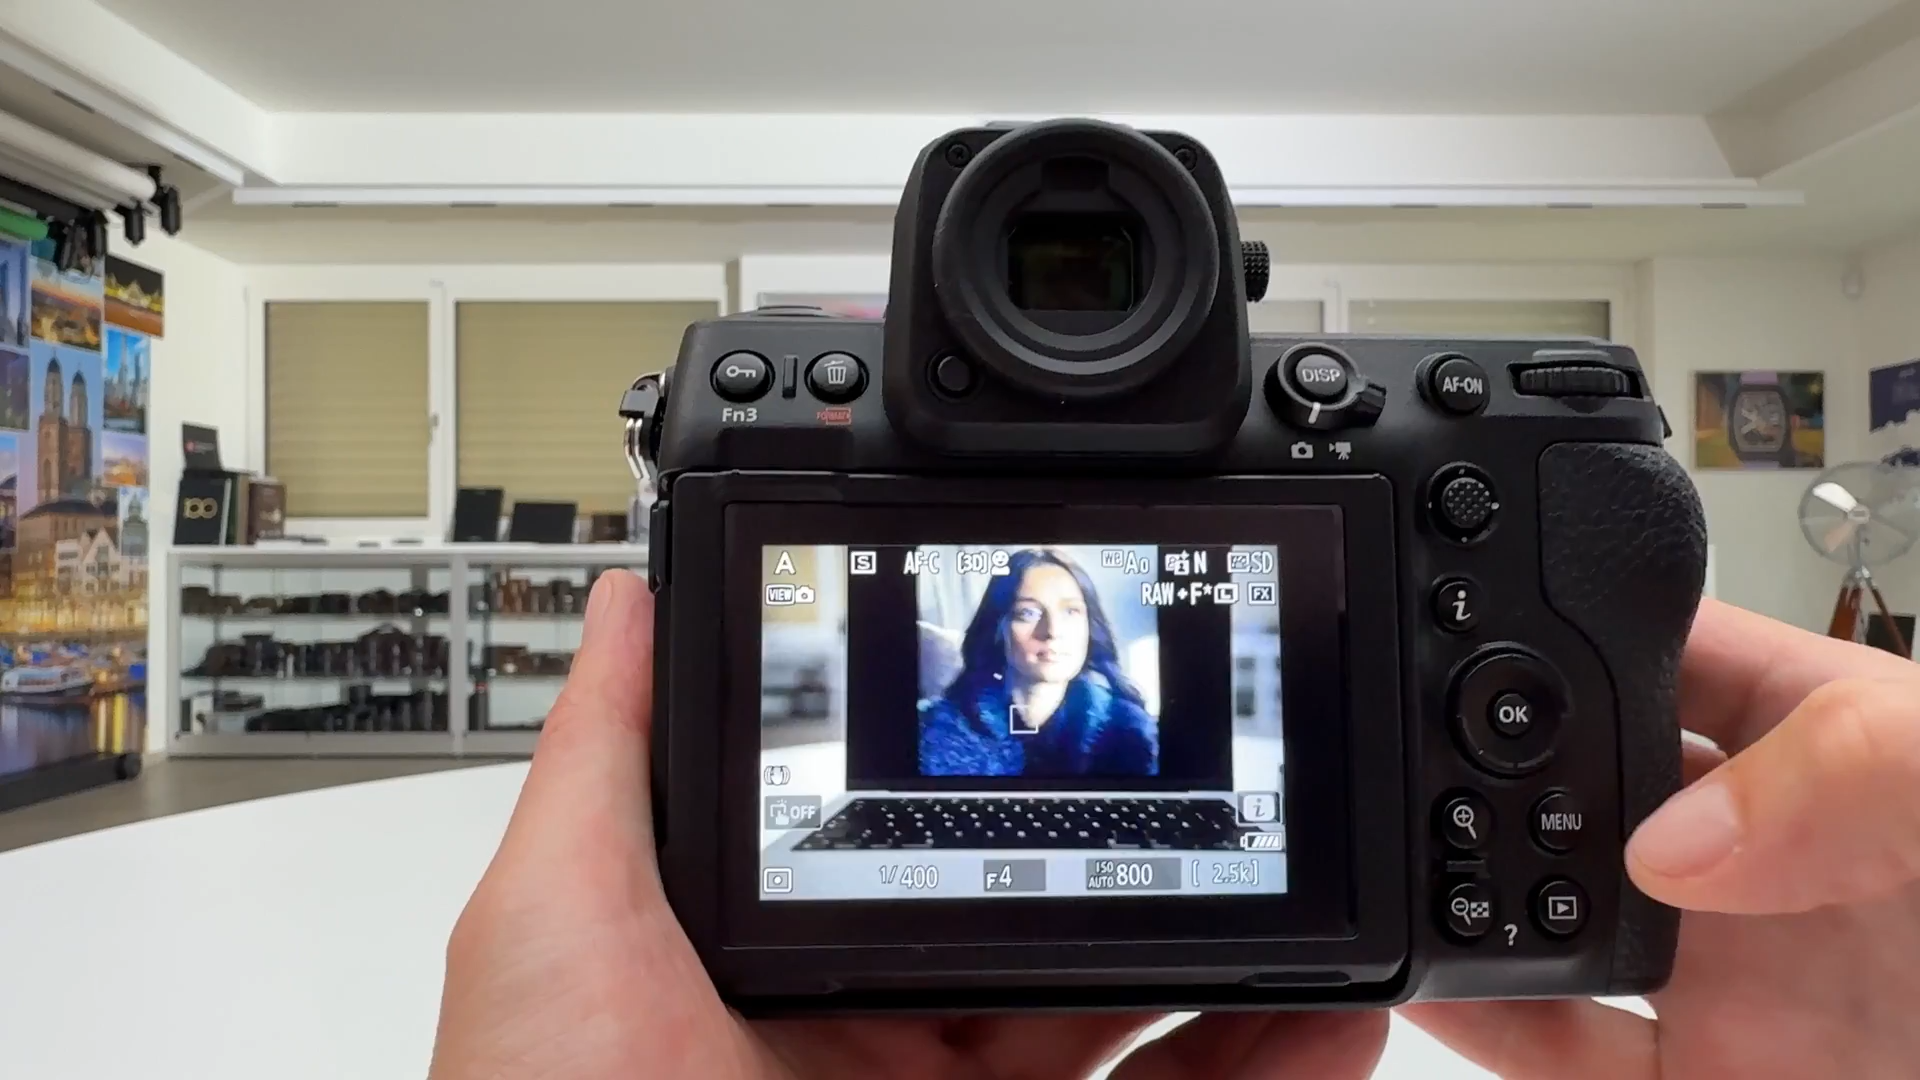 DISP
AF-ON
Fn3
FORMAT
A S AF-C [3D] WB A0 N SD
VIEW RAW+F*L FX
i
OK
OFF i
MENU
1/400 F4 ISO AUTO 800 [ 2.5k]
?
100